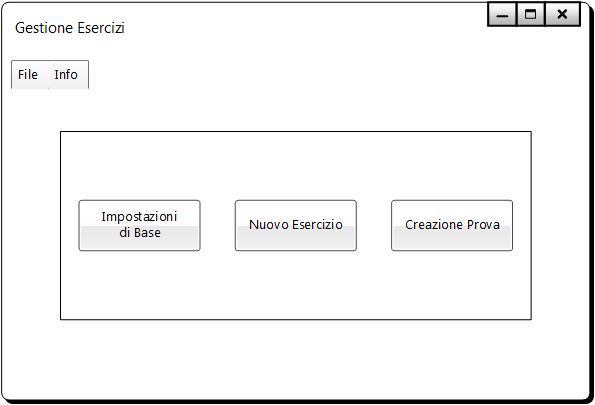 Gestione Esercizi
File Info
Impostazioni
di Base
Nuovo Esercizio
Creazione Prova